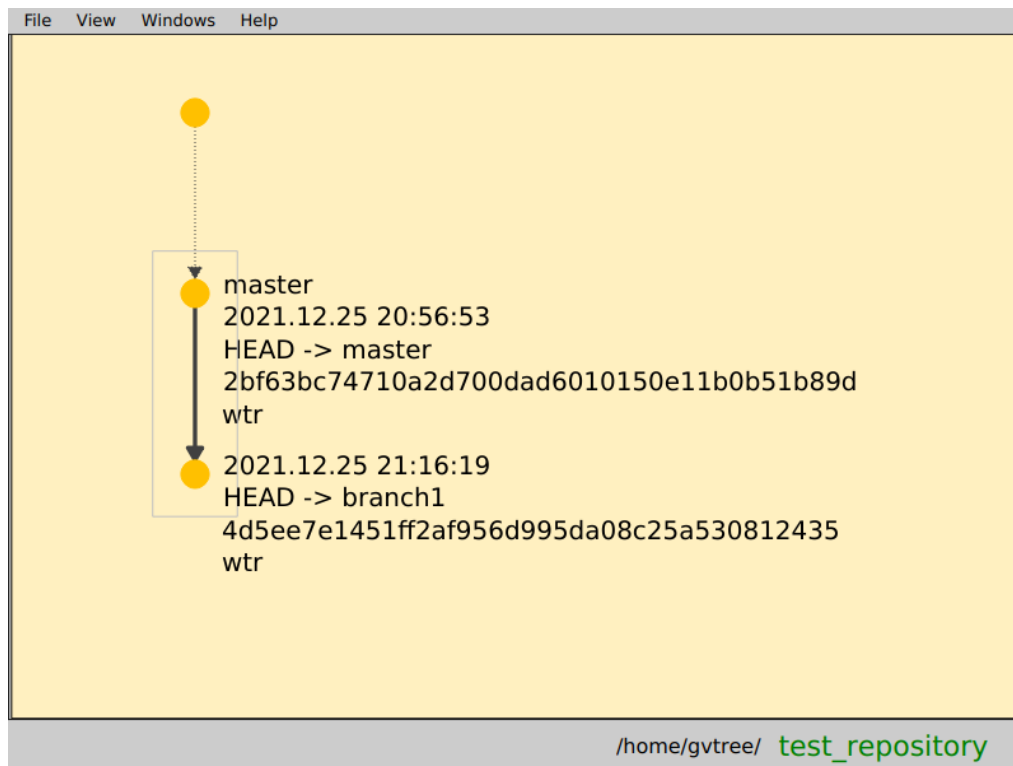 File View Windows Help
master
2021.12.25 20:56:53
HEAD -> master
2bf63bc74710a2d700dad6010150e11b0b51b89d
wtr
2021.12.25 21:16:19
HEAD -> branch1
4d5ee7e1451ff2af956d995da08c25a530812435
wtr
/home/gvtree/ test_repository